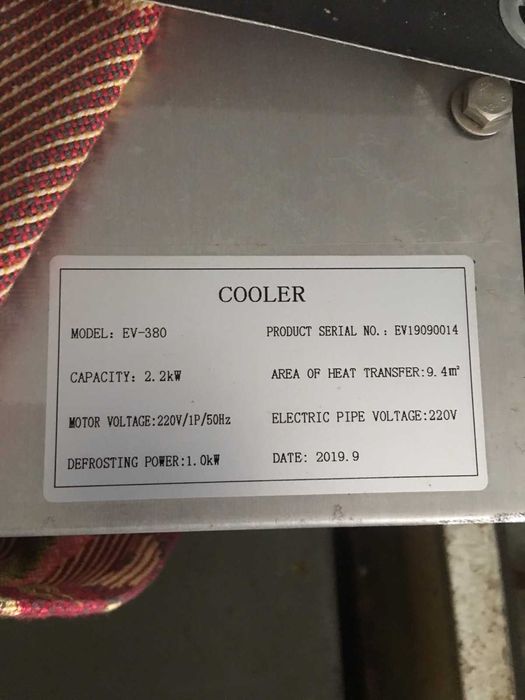 COOLER
MODEL: EV-380
PRODUCT SERIAL NO.: EV19090014
CAPACITY: 2.2kW
AREA OF HEAT TRANSFER:9.4㎡
MOTOR VOLTAGE:220V/1P/50Hz
ELECTRIC PIPE VOLTAGE:220V
DEFROSTING POWER:1.0kW
DATE: 2019.9